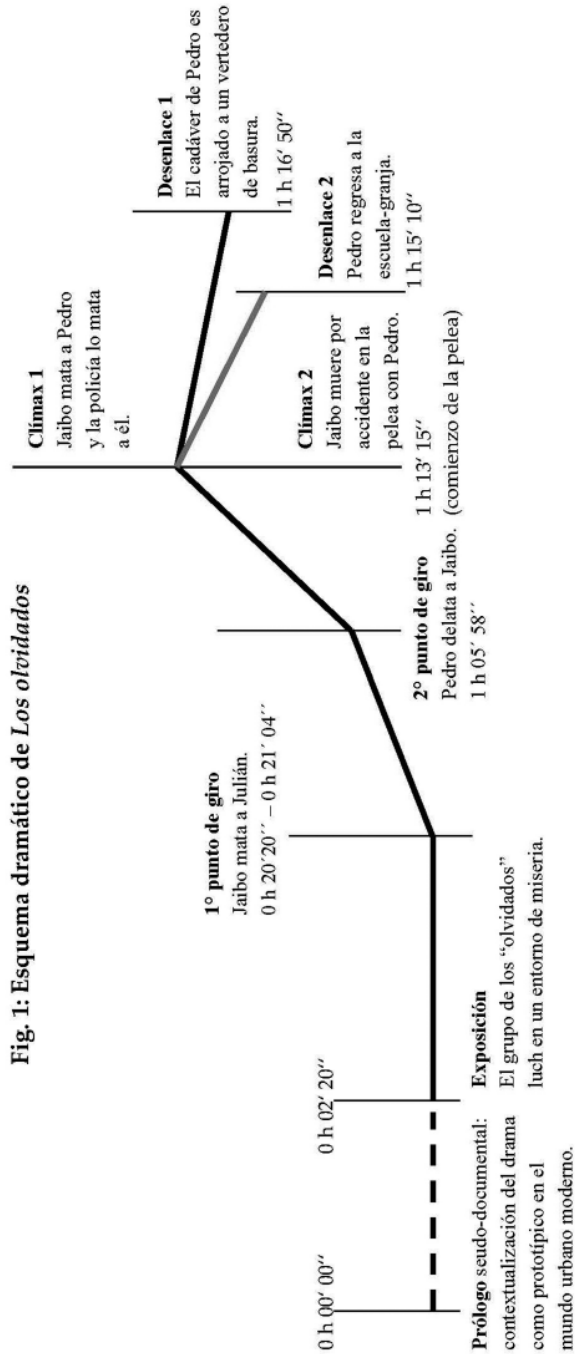 Fig. 1: Esquema dramático de Los olvidados
0 h 00′ 00′′
Prólogo seudo-documental:
contextualización del drama
como prototípico en el
mundo urbano moderno.
0 h 02′ 20′′
Exposición
El grupo de los “olvidados”
luch en un entorno de miseria.
1° punto de giro
Jaibo mata a Julián.
0 h 20′20′′ – 0 h 21′ 04′′
2° punto de giro
Pedro delata a Jaibo.
1 h 05′ 58′′
Clímax 1
Jaibo mata a Pedro
y la policía lo mata
a él.
Clímax 2
Jaibo muere por
accidente en la
pelea con Pedro.
1 h 13′ 15′′
(comienzo de la pelea)
Desenlace 1
El cadáver de Pedro es
arrojado a un vertedero
de basura.
1 h 16′ 50′′
Desenlace 2
Pedro regresa a la
escuela-granja.
1 h 15′ 10′′